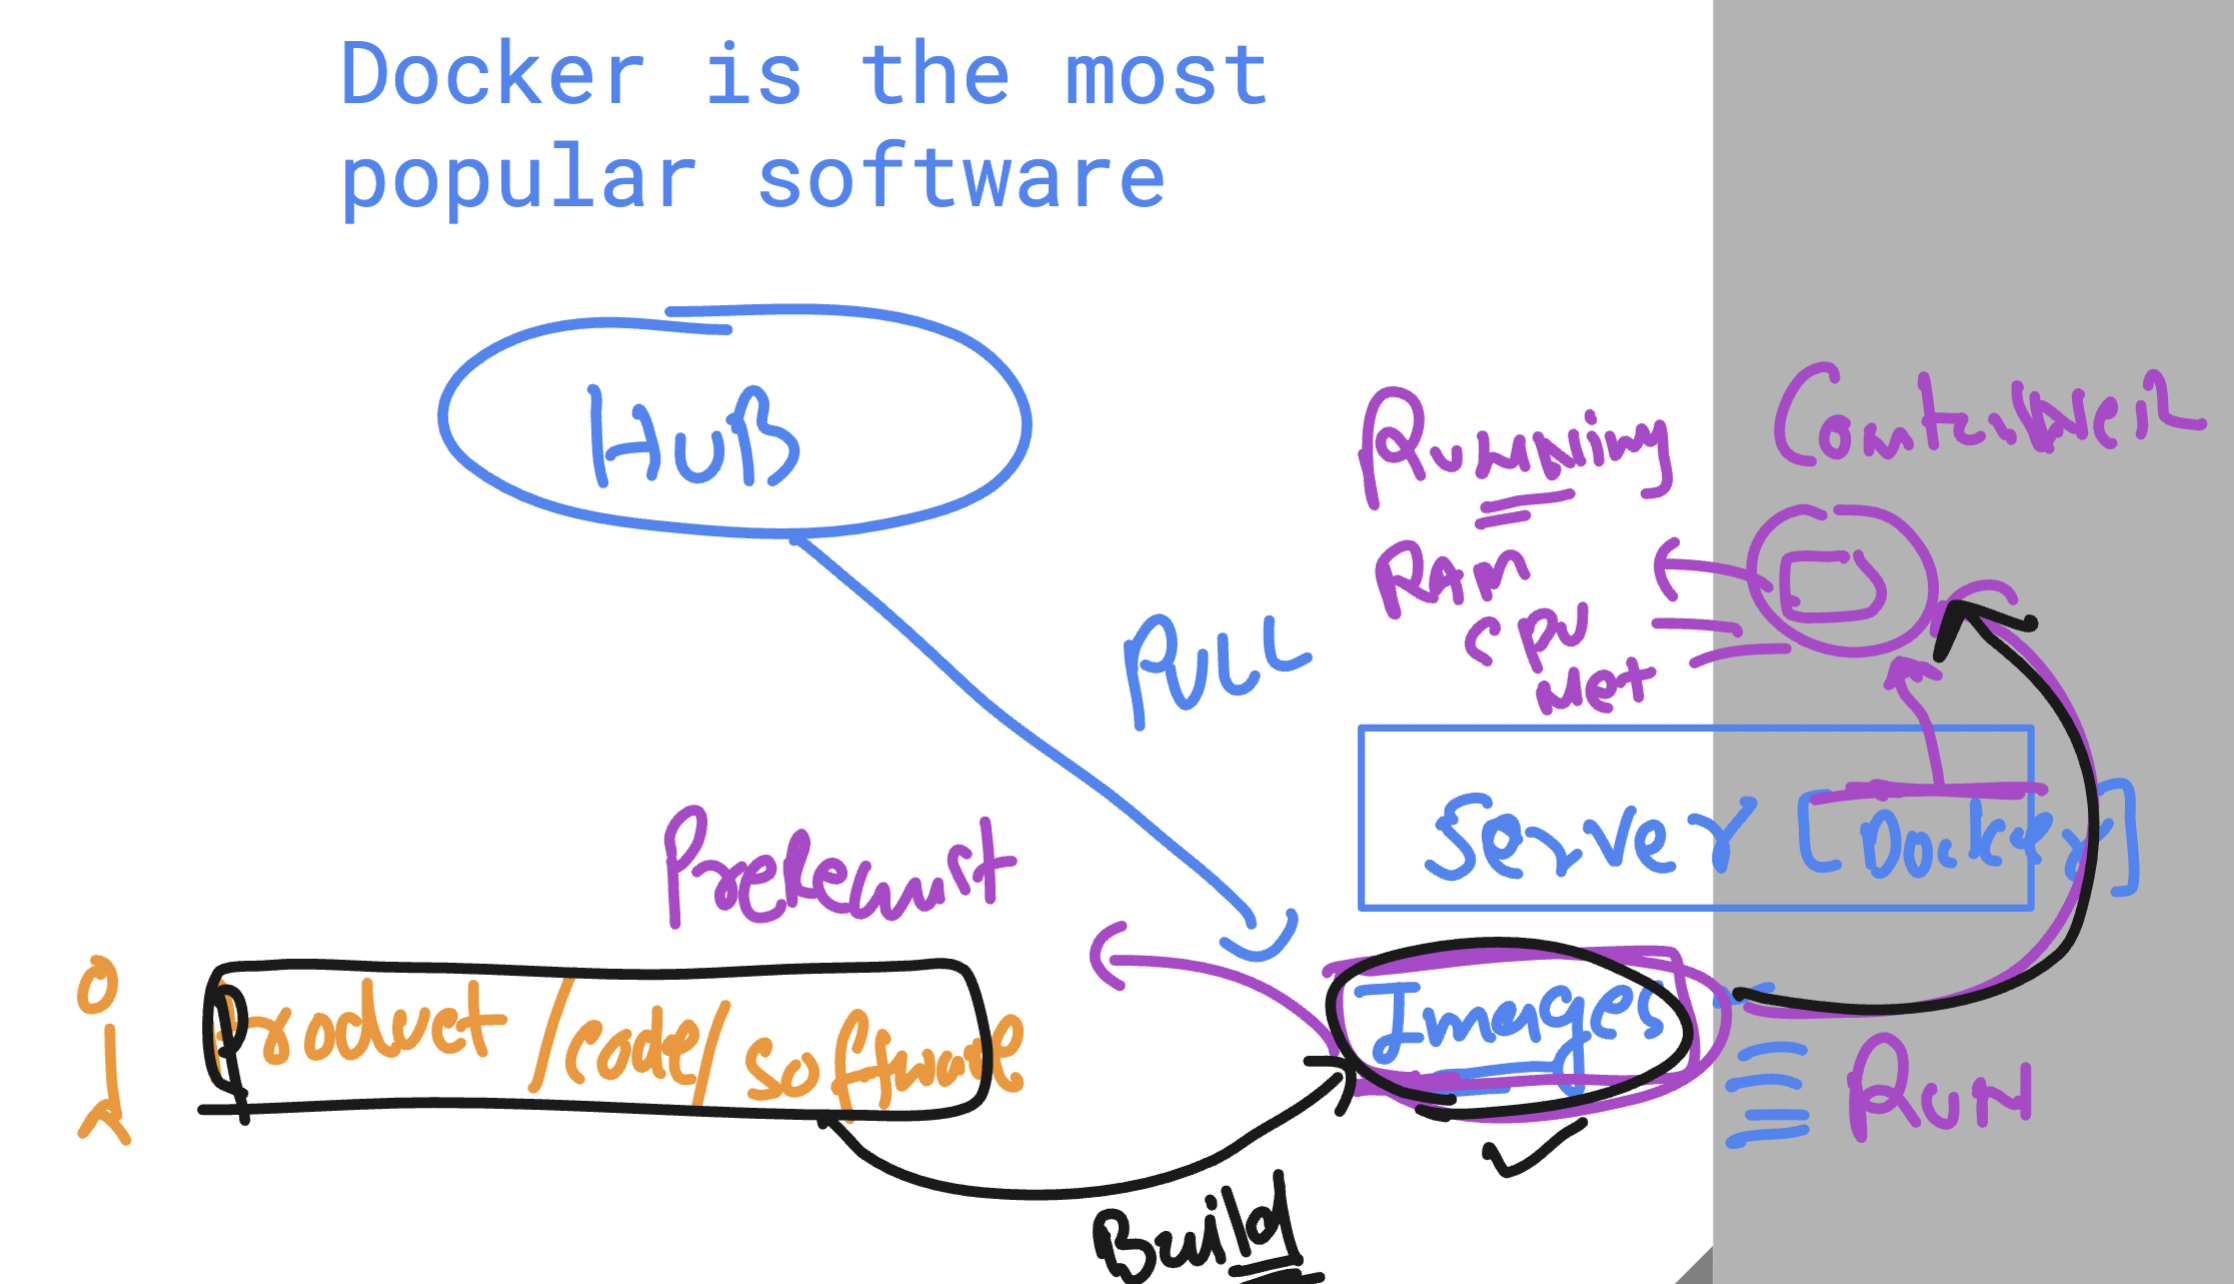 Docker is the most
popular software
HUB
Container
Running
RAM
CPU
Net
PULL
Server [Docker]
Product/code/software
Images
RUN
Build